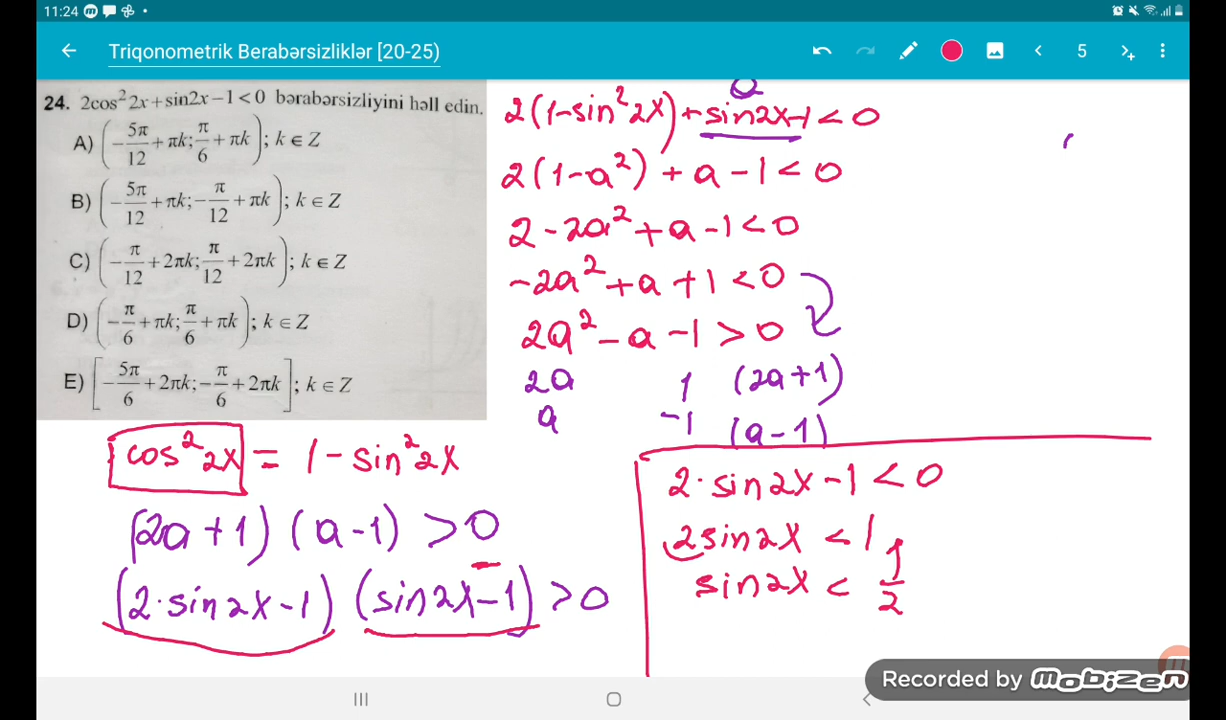 11:24
Triqonometrik Berabərsizliklər [20-25)
5
24. 2cos²2x+sin2x−1<0 bərabərsizliyini həll edin.
A) (−5π/12 + πk; π/6 + πk); k ∈ Z
B) (−5π/12 + πk; −π/12 + πk); k ∈ Z
C) (−π/12 + 2πk; π/12 + 2πk); k ∈ Z
D) (−π/6 + πk; π/6 + πk); k ∈ Z
E) [−5π/6 + 2πk; −π/6 + 2πk]; k ∈ Z
a
2(1-sin²2x)+sin2x-1<0
2(1-a²)+a-1<0
2-2a²+a-1<0
-2a²+a+1<0
2a²-a-1>0
2a 1 (2a+1)
a -1 (a-1)
cos²2x = 1-sin²2x
(2a+1)(a-1)>0
(2·sin2x-1)(sin2x-1)>0
2·sin2x-1<0
2sin2x<1
sin2x<1/2
Recorded by mobizen